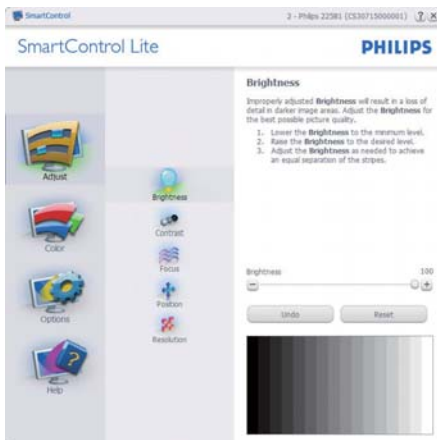 SmartControl
2 - Philips 225B1 (CS30715000001)
SmartControl Lite
PHILIPS
Adjust
Color
Options
Help
Brightness
Contrast
Focus
Position
Resolution
Brightness
Improperly adjusted Brightness will result in a loss of
detail in darker image areas. Adjust the Brightness for
the best possible picture quality.
1. Lower the Brightness to the minimum level.
2. Raise the Brightness to the desired level.
3. Adjust the Brightness as needed to achieve
an equal separation of the stripes.
Brightness 100
Undo Reset